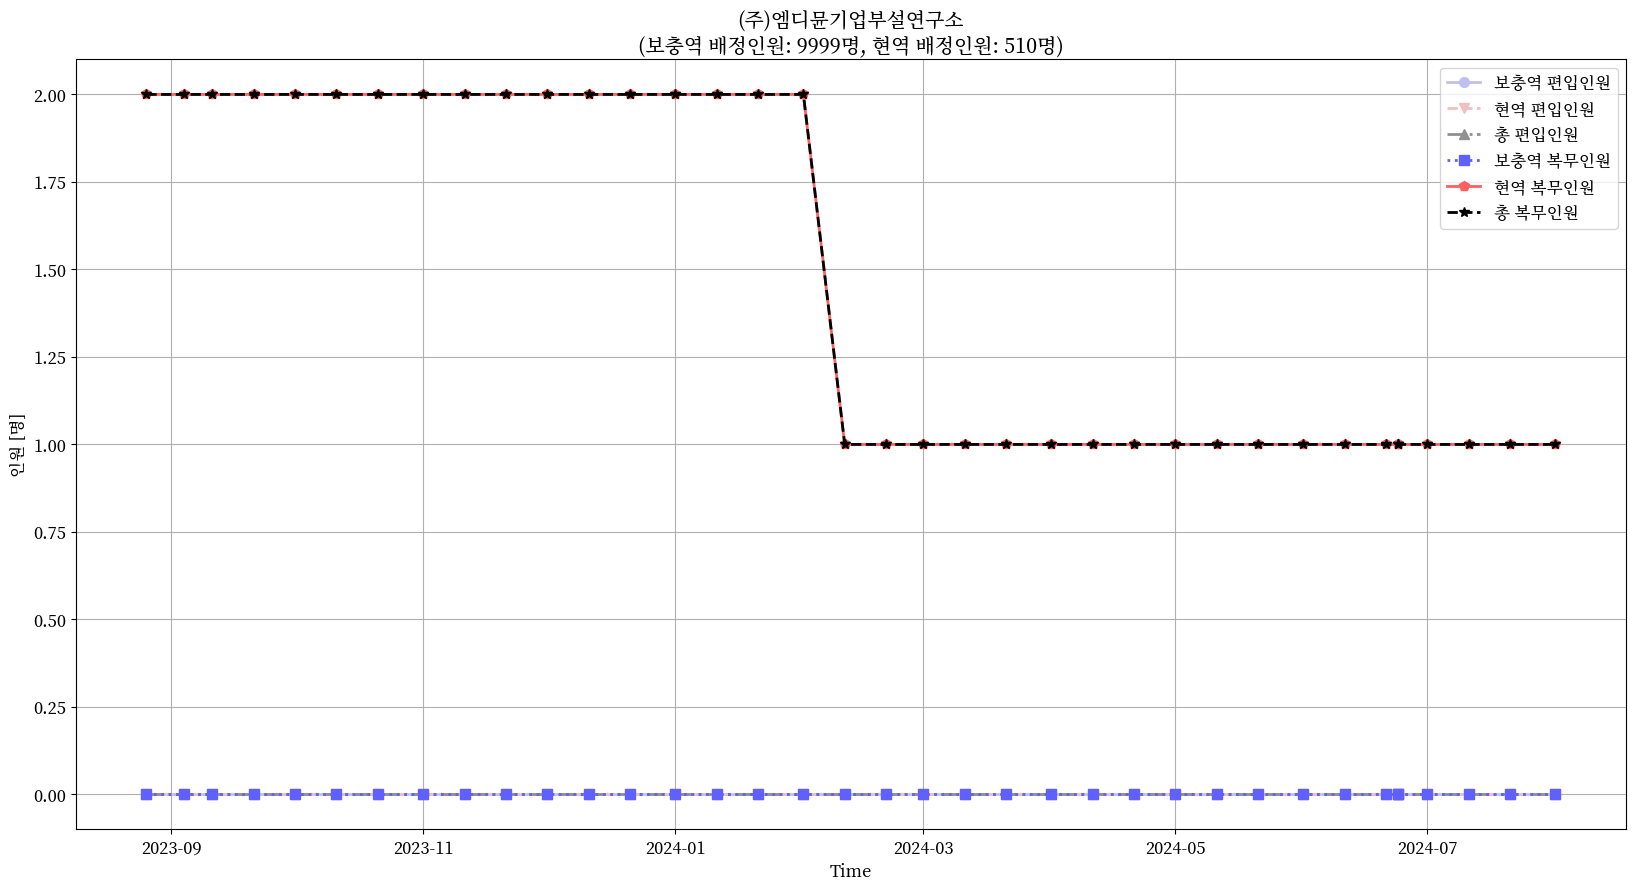 (주)엠디뮨기업부설연구소
(보충역 배정인원: 9999명, 현역 배정인원: 510명)
보충역 편입인원
현역 편입인원
총 편입인원
보충역 복무인원
현역 복무인원
총 복무인원
인원 [명]
2.00
1.75
1.50
1.25
1.00
0.75
0.50
0.25
0.00
2023-09
2023-11
2024-01
2024-03
2024-05
2024-07
Time